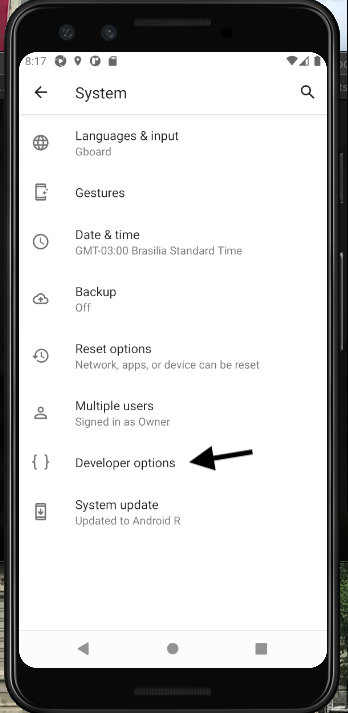 8:17
System
Languages & input
Gboard
Gestures
Date & time
GMT-03:00 Brasilia Standard Time
Backup
Off
Reset options
Network, apps, or device can be reset
Multiple users
Signed in as Owner
{ } Developer options
System update
Updated to Android R